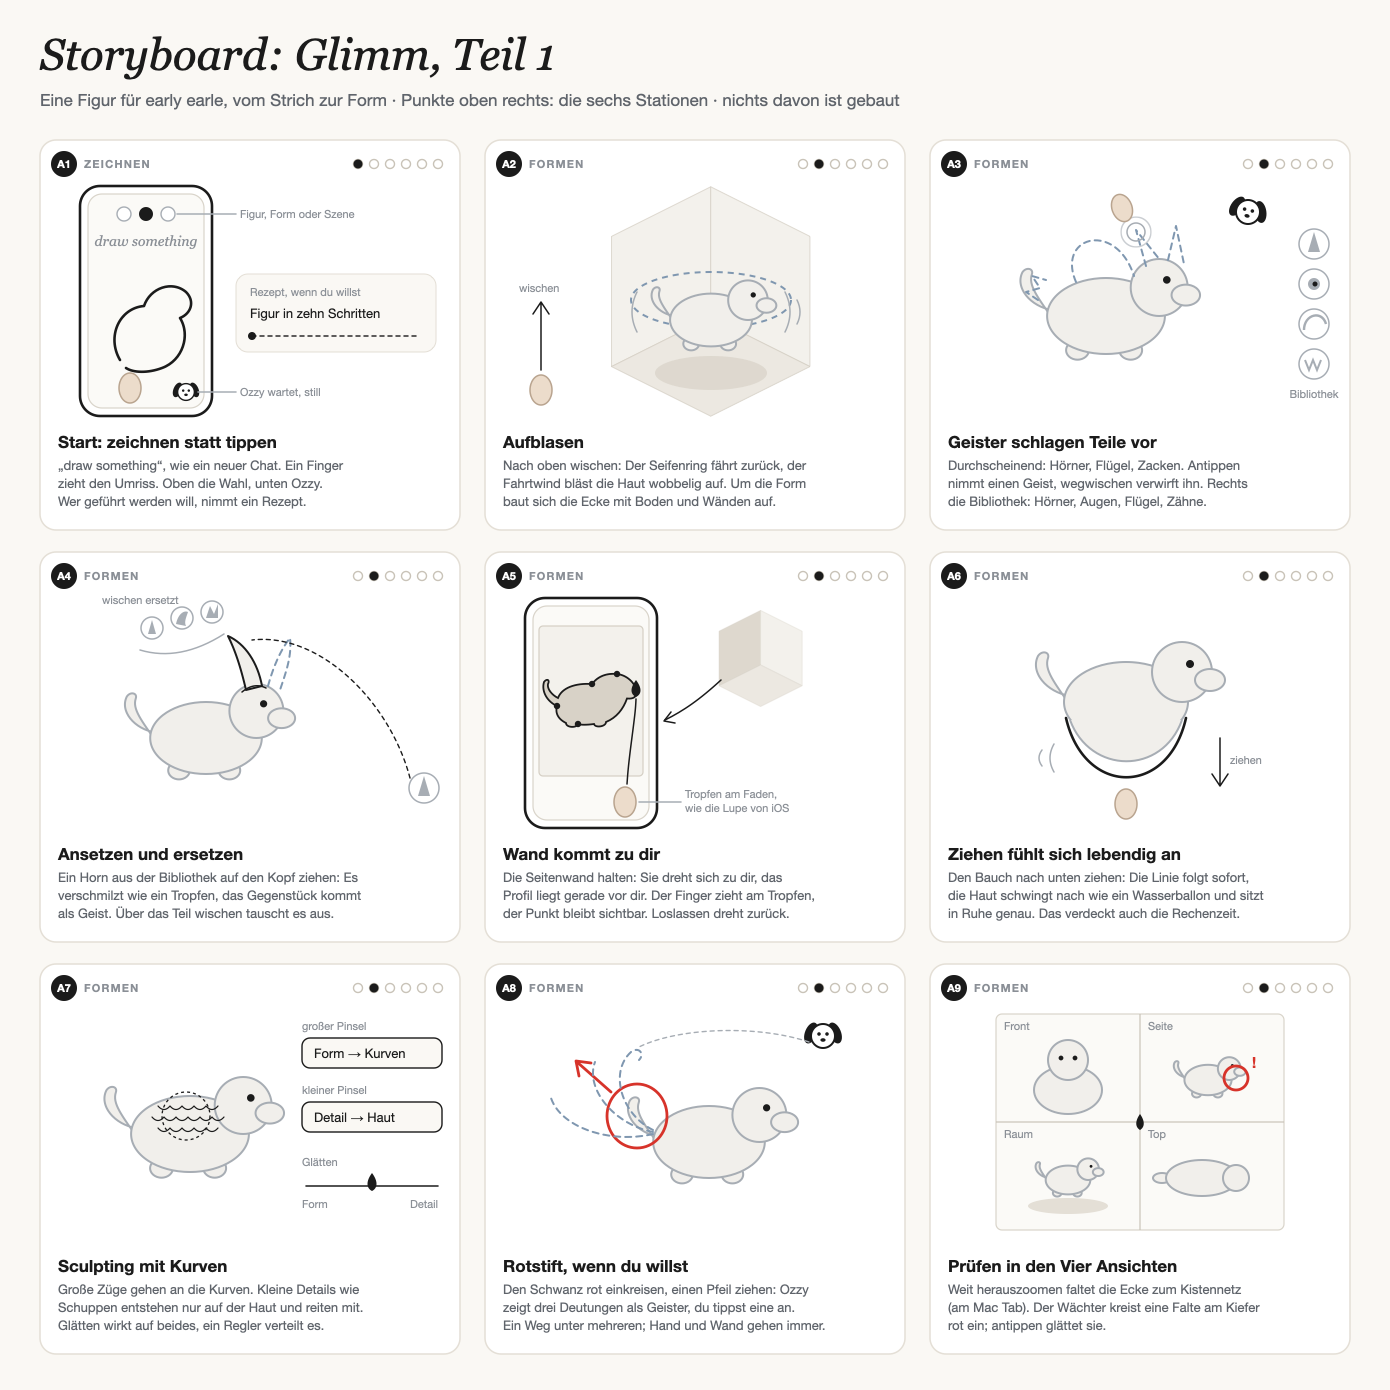 Storyboard: Glimm, Teil 1
Eine Figur für early earle, vom Strich zur Form · Punkte oben rechts: die sechs Stationen · nichts davon ist gebaut
A1 ZEICHNEN
Figur, Form oder Szene
draw something
Rezept, wenn du willst
Figur in zehn Schritten
Ozzy wartet, still
Start: zeichnen statt tippen
„draw something“, wie ein neuer Chat. Ein Finger
zieht den Umriss. Oben die Wahl, unten Ozzy.
Wer geführt werden will, nimmt ein Rezept.
A2 FORMEN
wischen
Aufblasen
Nach oben wischen: Der Seifenring fährt zurück, der
Fahrtwind bläst die Haut wobbelig auf. Um die Form
baut sich die Ecke mit Boden und Wänden auf.
A3 FORMEN
Bibliothek
Geister schlagen Teile vor
Durchscheinend: Hörner, Flügel, Zacken. Antippen
nimmt einen Geist, wegwischen verwirft ihn. Rechts
die Bibliothek: Hörner, Augen, Flügel, Zähne.
A4 FORMEN
wischen ersetzt
Ansetzen und ersetzen
Ein Horn aus der Bibliothek auf den Kopf ziehen: Es
verschmilzt wie ein Tropfen, das Gegenstück kommt
als Geist. Über das Teil wischen tauscht es aus.
A5 FORMEN
Tropfen am Faden,
wie die Lupe von iOS
Wand kommt zu dir
Die Seitenwand halten: Sie dreht sich zu dir, das
Profil liegt gerade vor dir. Der Finger zieht am Tropfen,
der Punkt bleibt sichtbar. Loslassen dreht zurück.
A6 FORMEN
ziehen
Ziehen fühlt sich lebendig an
Den Bauch nach unten ziehen: Die Linie folgt sofort,
die Haut schwingt nach wie ein Wasserballon und sitzt
in Ruhe genau. Das verdeckt auch die Rechenzeit.
A7 FORMEN
großer Pinsel
Form → Kurven
kleiner Pinsel
Detail → Haut
Glätten
Form Detail
Sculpting mit Kurven
Große Züge gehen an die Kurven. Kleine Details wie
Schuppen entstehen nur auf der Haut und reiten mit.
Glätten wirkt auf beides, ein Regler verteilt es.
A8 FORMEN
Rotstift, wenn du willst
Den Schwanz rot einkreisen, einen Pfeil ziehen: Ozzy
zeigt drei Deutungen als Geister, du tippst eine an.
Ein Weg unter mehreren; Hand und Wand gehen immer.
A9 FORMEN
Front
Seite
!
Raum
Top
Prüfen in den Vier Ansichten
Weit herauszoomen faltet die Ecke zum Kistennetz
(am Mac Tab). Der Wächter kreist eine Falte am Kiefer
rot ein; antippen glättet sie.